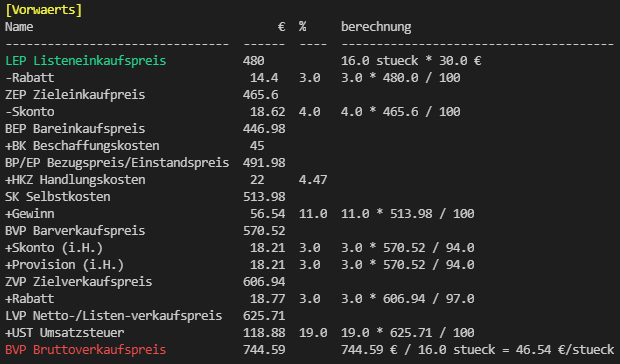 [Vorwaerts]
Name € % berechnung
-------------------------------- ------ ---- ---------------------------------------
LEP Listeneinkaufspreis 480 16.0 stueck * 30.0 €
-Rabatt 14.4 3.0 3.0 * 480.0 / 100
ZEP Zieleinkaufpreis 465.6
-Skonto 18.62 4.0 4.0 * 465.6 / 100
BEP Bareinkaufspreis 446.98
+BK Beschaffungskosten 45
BP/EP Bezugspreis/Einstandspreis 491.98
+HKZ Handlungskosten 22 4.47
SK Selbstkosten 513.98
+Gewinn 56.54 11.0 11.0 * 513.98 / 100
BVP Barverkaufspreis 570.52
+Skonto (i.H.) 18.21 3.0 3.0 * 570.52 / 94.0
+Provision (i.H.) 18.21 3.0 3.0 * 570.52 / 94.0
ZVP Zielverkaufspreis 606.94
+Rabatt 18.77 3.0 3.0 * 606.94 / 97.0
LVP Netto-/Listen-verkaufspreis 625.71
+UST Umsatzsteuer 118.88 19.0 19.0 * 625.71 / 100
BVP Bruttoverkaufspreis 744.59 744.59 € / 16.0 stueck = 46.54 €/stueck